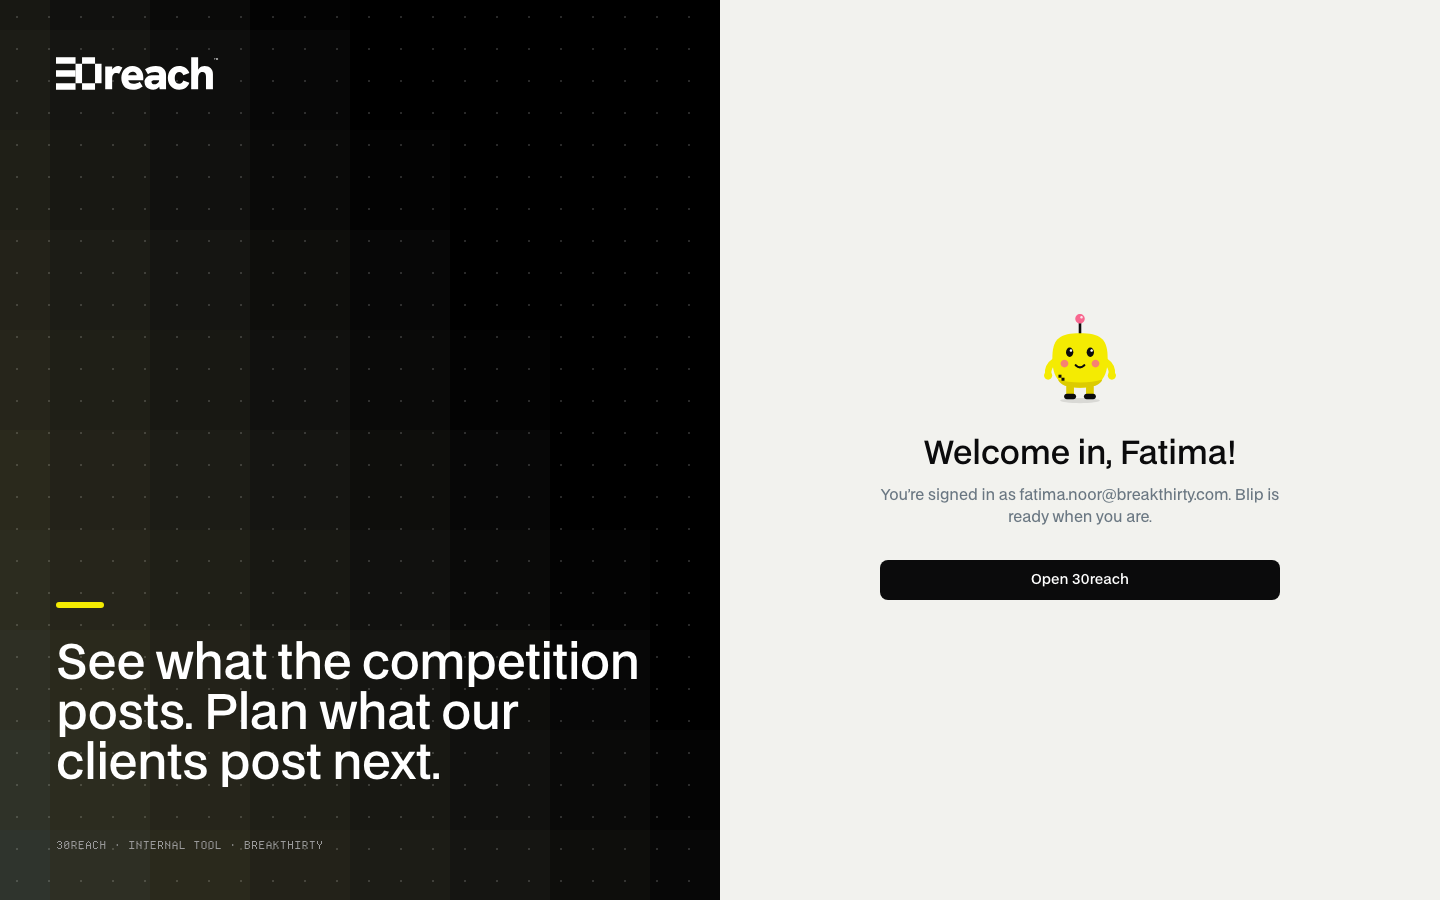 30reach™
See what the competition
posts. Plan what our
clients post next.
30REACH · INTERNAL TOOL · BREAKTHIRTY
Welcome in, Fatima!
You're signed in as fatima.noor@breakthirty.com. Blip is
ready when you are.
Open 30reach